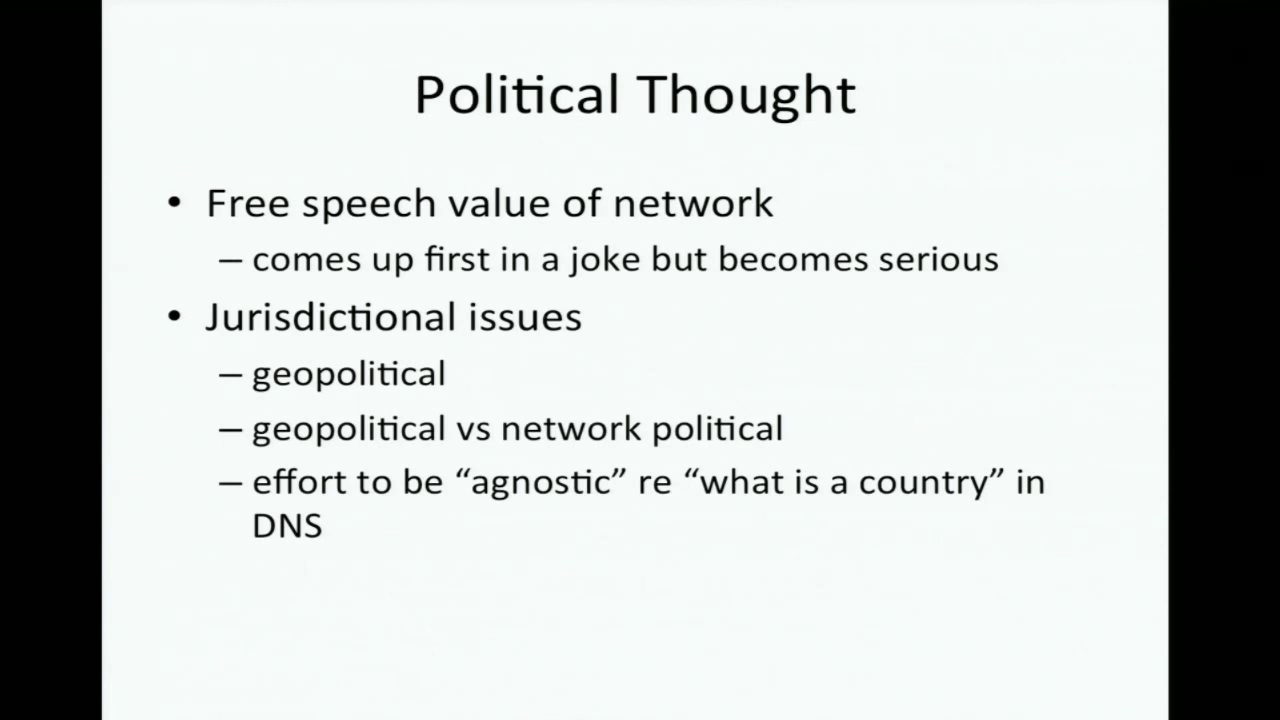 Political Thought
• Free speech value of network
– comes up first in a joke but becomes serious
• Jurisdictional issues
– geopolitical
– geopolitical vs network political
– effort to be “agnostic” re “what is a country” in
DNS